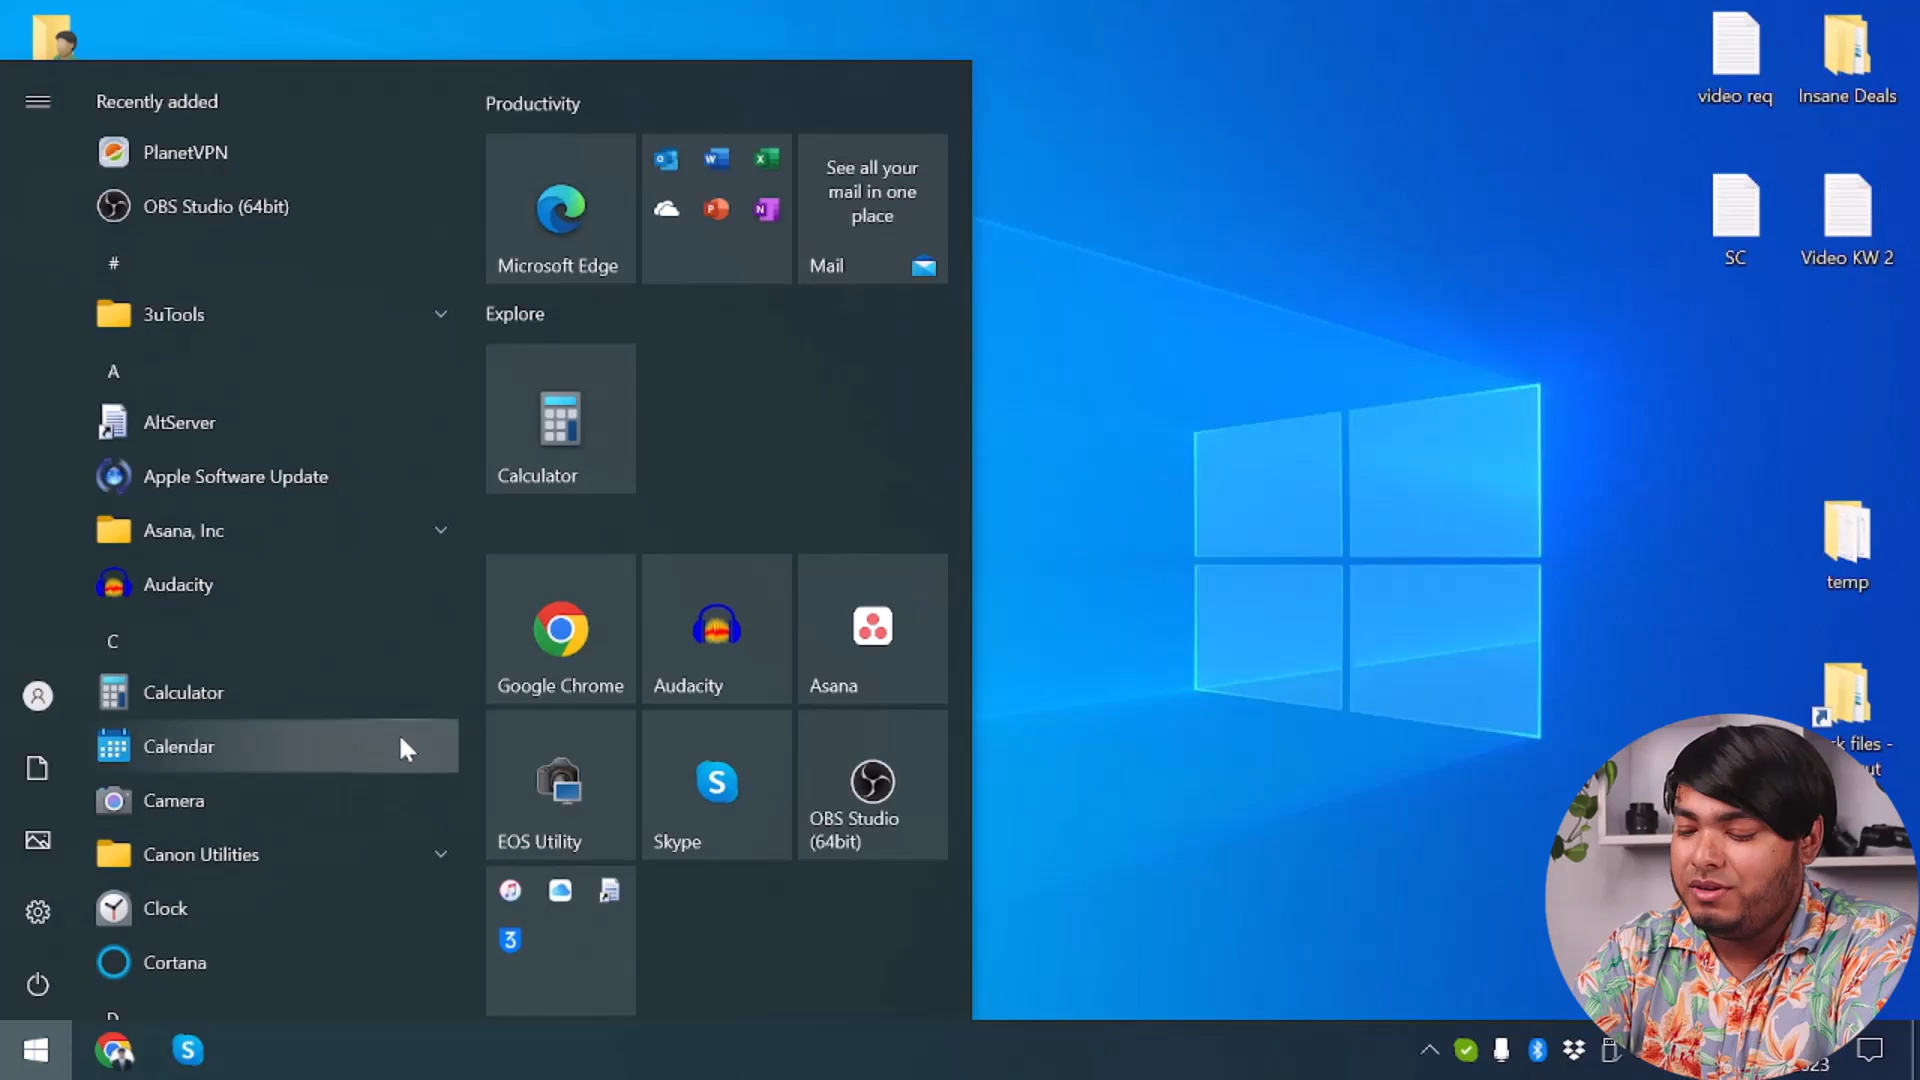 Recently added
PlanetVPN
OBS Studio (64bit)
#
3uTools
A
AltServer
Apple Software Update
Asana, Inc
Audacity
C
Calculator
Calendar
Camera
Canon Utilities
Clock
Cortana
Productivity
Microsoft Edge
See all your
mail in one
place
Mail
Explore
Calculator
Google Chrome
Audacity
Asana
EOS Utility
Skype
OBS Studio
(64bit)
video req
Insane Deals
SC
Video KW 2
temp
files -